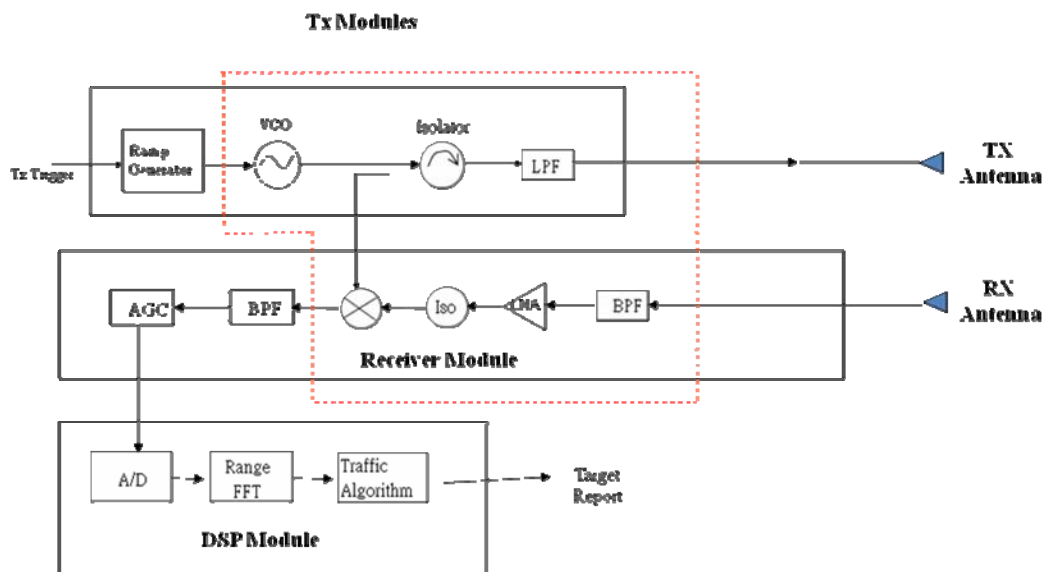 Tx Modules
VCO
Isolator
Ramp
Generator
LPF
Tx Trigger
TX
Antenna
AGC
BPF
Iso
LNA
BPF
RX
Antenna
Receiver Module
A/D
Range
FFT
Traffic
Algorithm
Target
Report
DSP Module